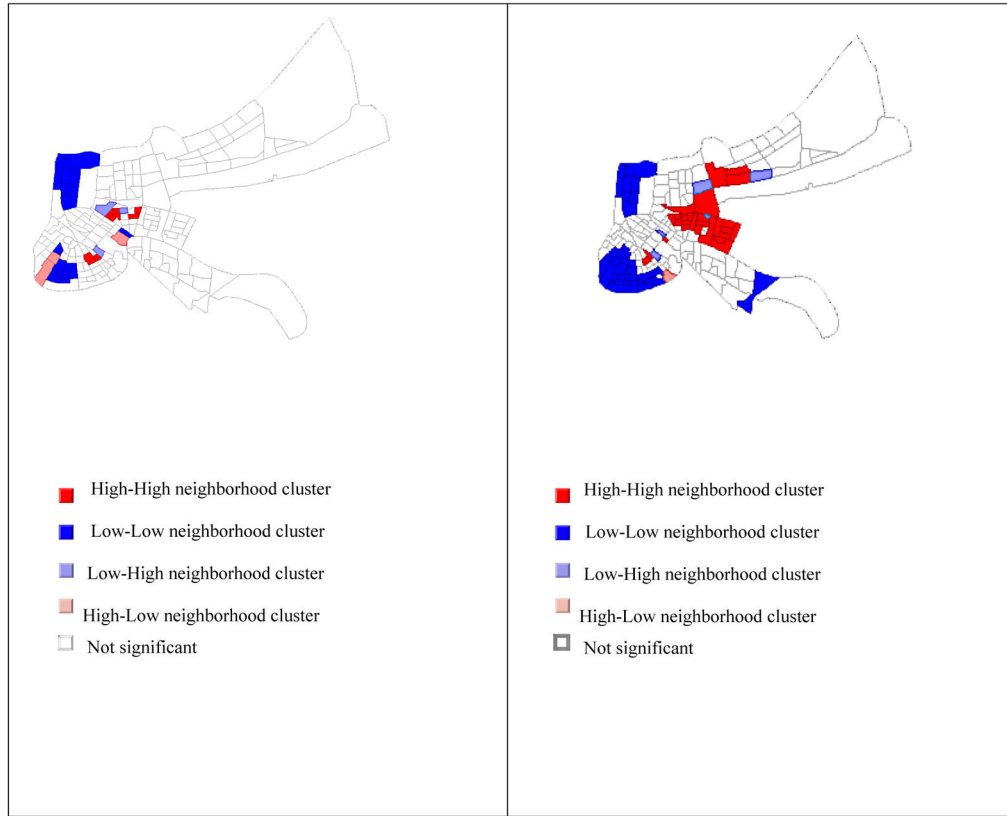 High-High neighborhood cluster
Low-Low neighborhood cluster
Low-High neighborhood cluster
High-Low neighborhood cluster
Not significant
High-High neighborhood cluster
Low-Low neighborhood cluster
Low-High neighborhood cluster
High-Low neighborhood cluster
Not significant